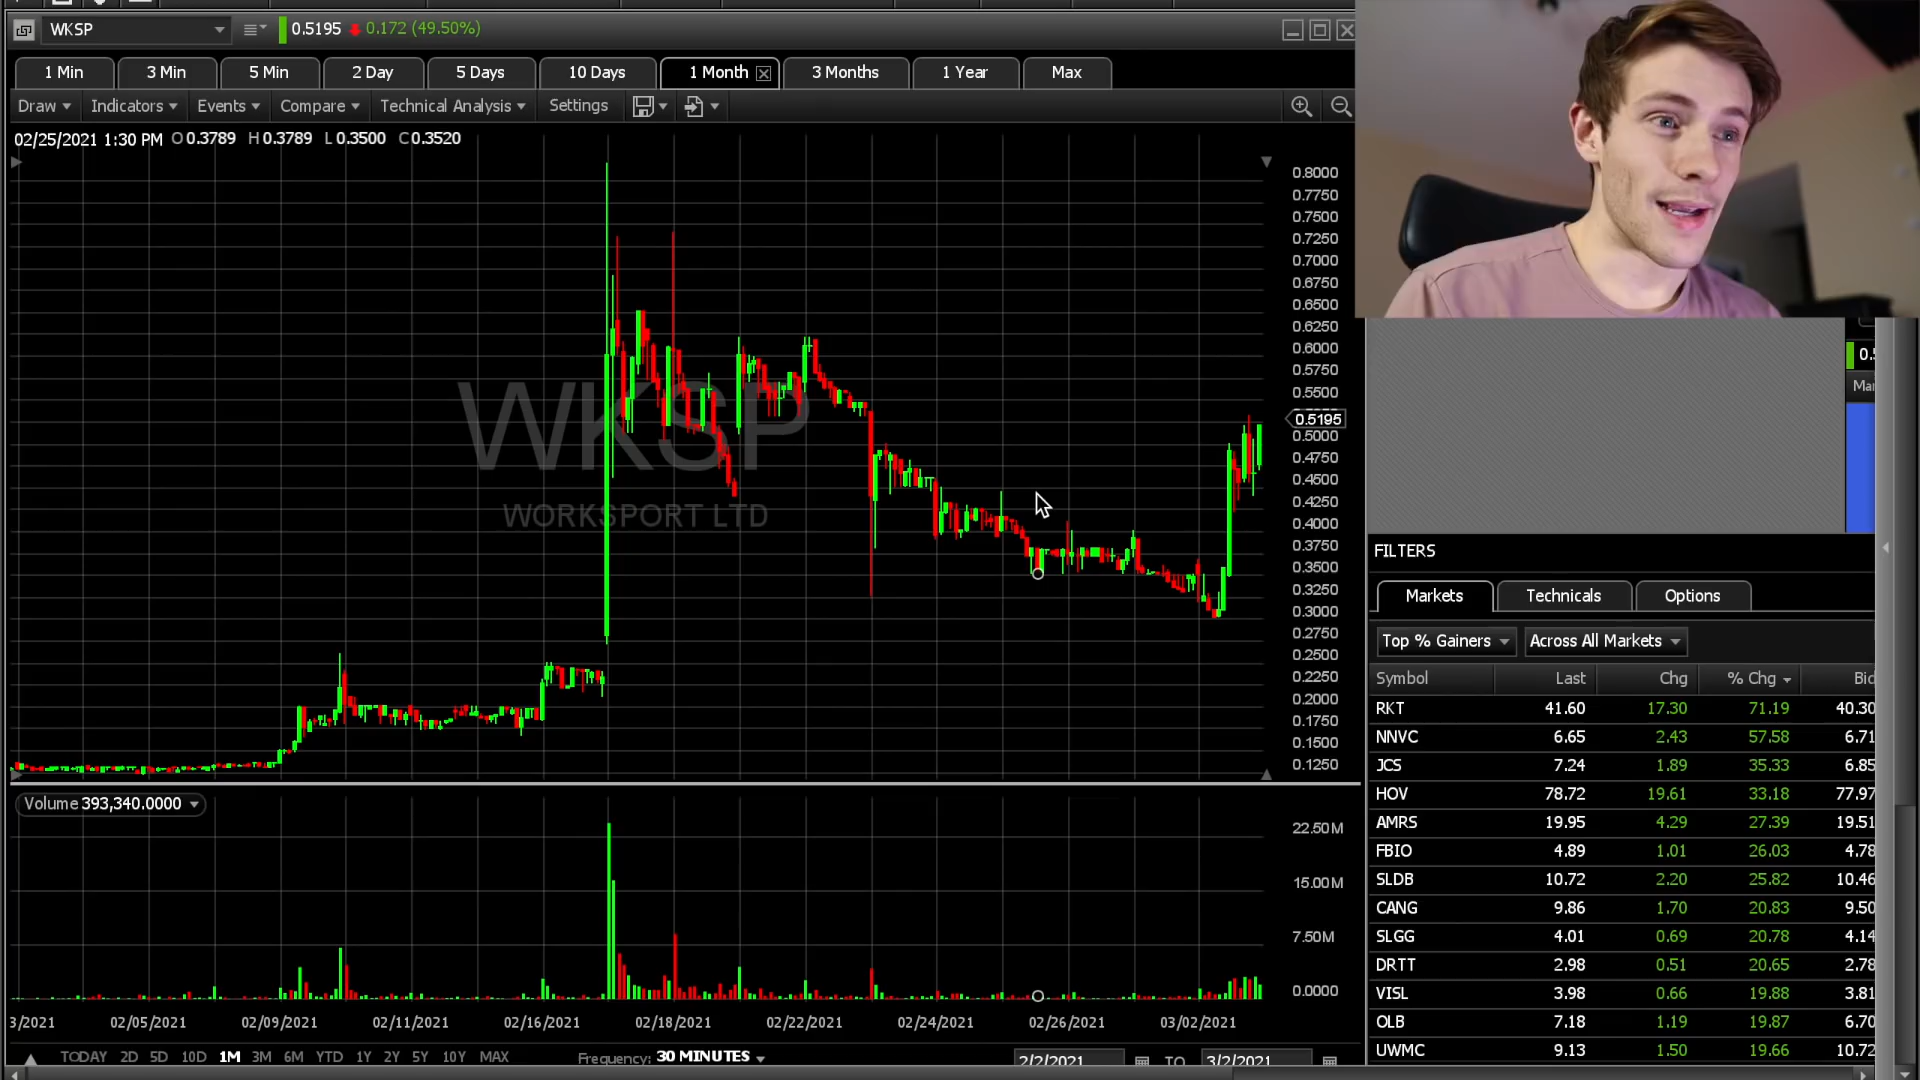 WKSP 0.5195 0.172 (49.50%)
1 Min 3 Min 5 Min 2 Day 5 Days 10 Days 1 Month 3 Months 1 Year Max
Draw Indicators Events Compare Technical Analysis Settings
02/25/2021 1:30 PM O 0.3789 H 0.3789 L 0.3500 C 0.3520
0.8000
0.7750
0.7500
0.7250
0.7000
0.6750
0.6500
0.6250
0.6000
0.5750
0.5500
0.5195
0.5000
0.4750
0.4500
0.4250
0.4000
0.3750
0.3500
0.3250
0.3000
0.2750
0.2500
0.2250
0.2000
0.1750
0.1500
0.1250
WKSP
WORKSPORT LTD
Volume 393,340.0000
22.50M
15.00M
7.50M
0.0000
3/2021 02/05/2021 02/09/2021 02/11/2021 02/16/2021 02/18/2021 02/22/2021 02/24/2021 02/26/2021 03/02/2021
TODAY 2D 5D 10D 1M 3M 6M YTD 1Y 2Y 5Y 10Y MAX Frequency: 30 MINUTES 2/2/2021 TO 3/2/2021
FILTERS
Markets Technicals Options
Top % Gainers Across All Markets
Symbol Last Chg % Chg Bid
RKT 41.60 17.30 71.19 40.30
NNVC 6.65 2.43 57.58 6.71
JCS 7.24 1.89 35.33 6.85
HOV 78.72 19.61 33.18 77.97
AMRS 19.95 4.29 27.39 19.51
FBIO 4.89 1.01 26.03 4.78
SLDB 10.72 2.20 25.82 10.46
CANG 9.86 1.70 20.83 9.50
SLGG 4.01 0.69 20.78 4.14
DRTT 2.98 0.51 20.65 2.78
VISL 3.98 0.66 19.88 3.81
OLB 7.18 1.19 19.87 6.70
UWMC 9.13 1.50 19.66 10.72